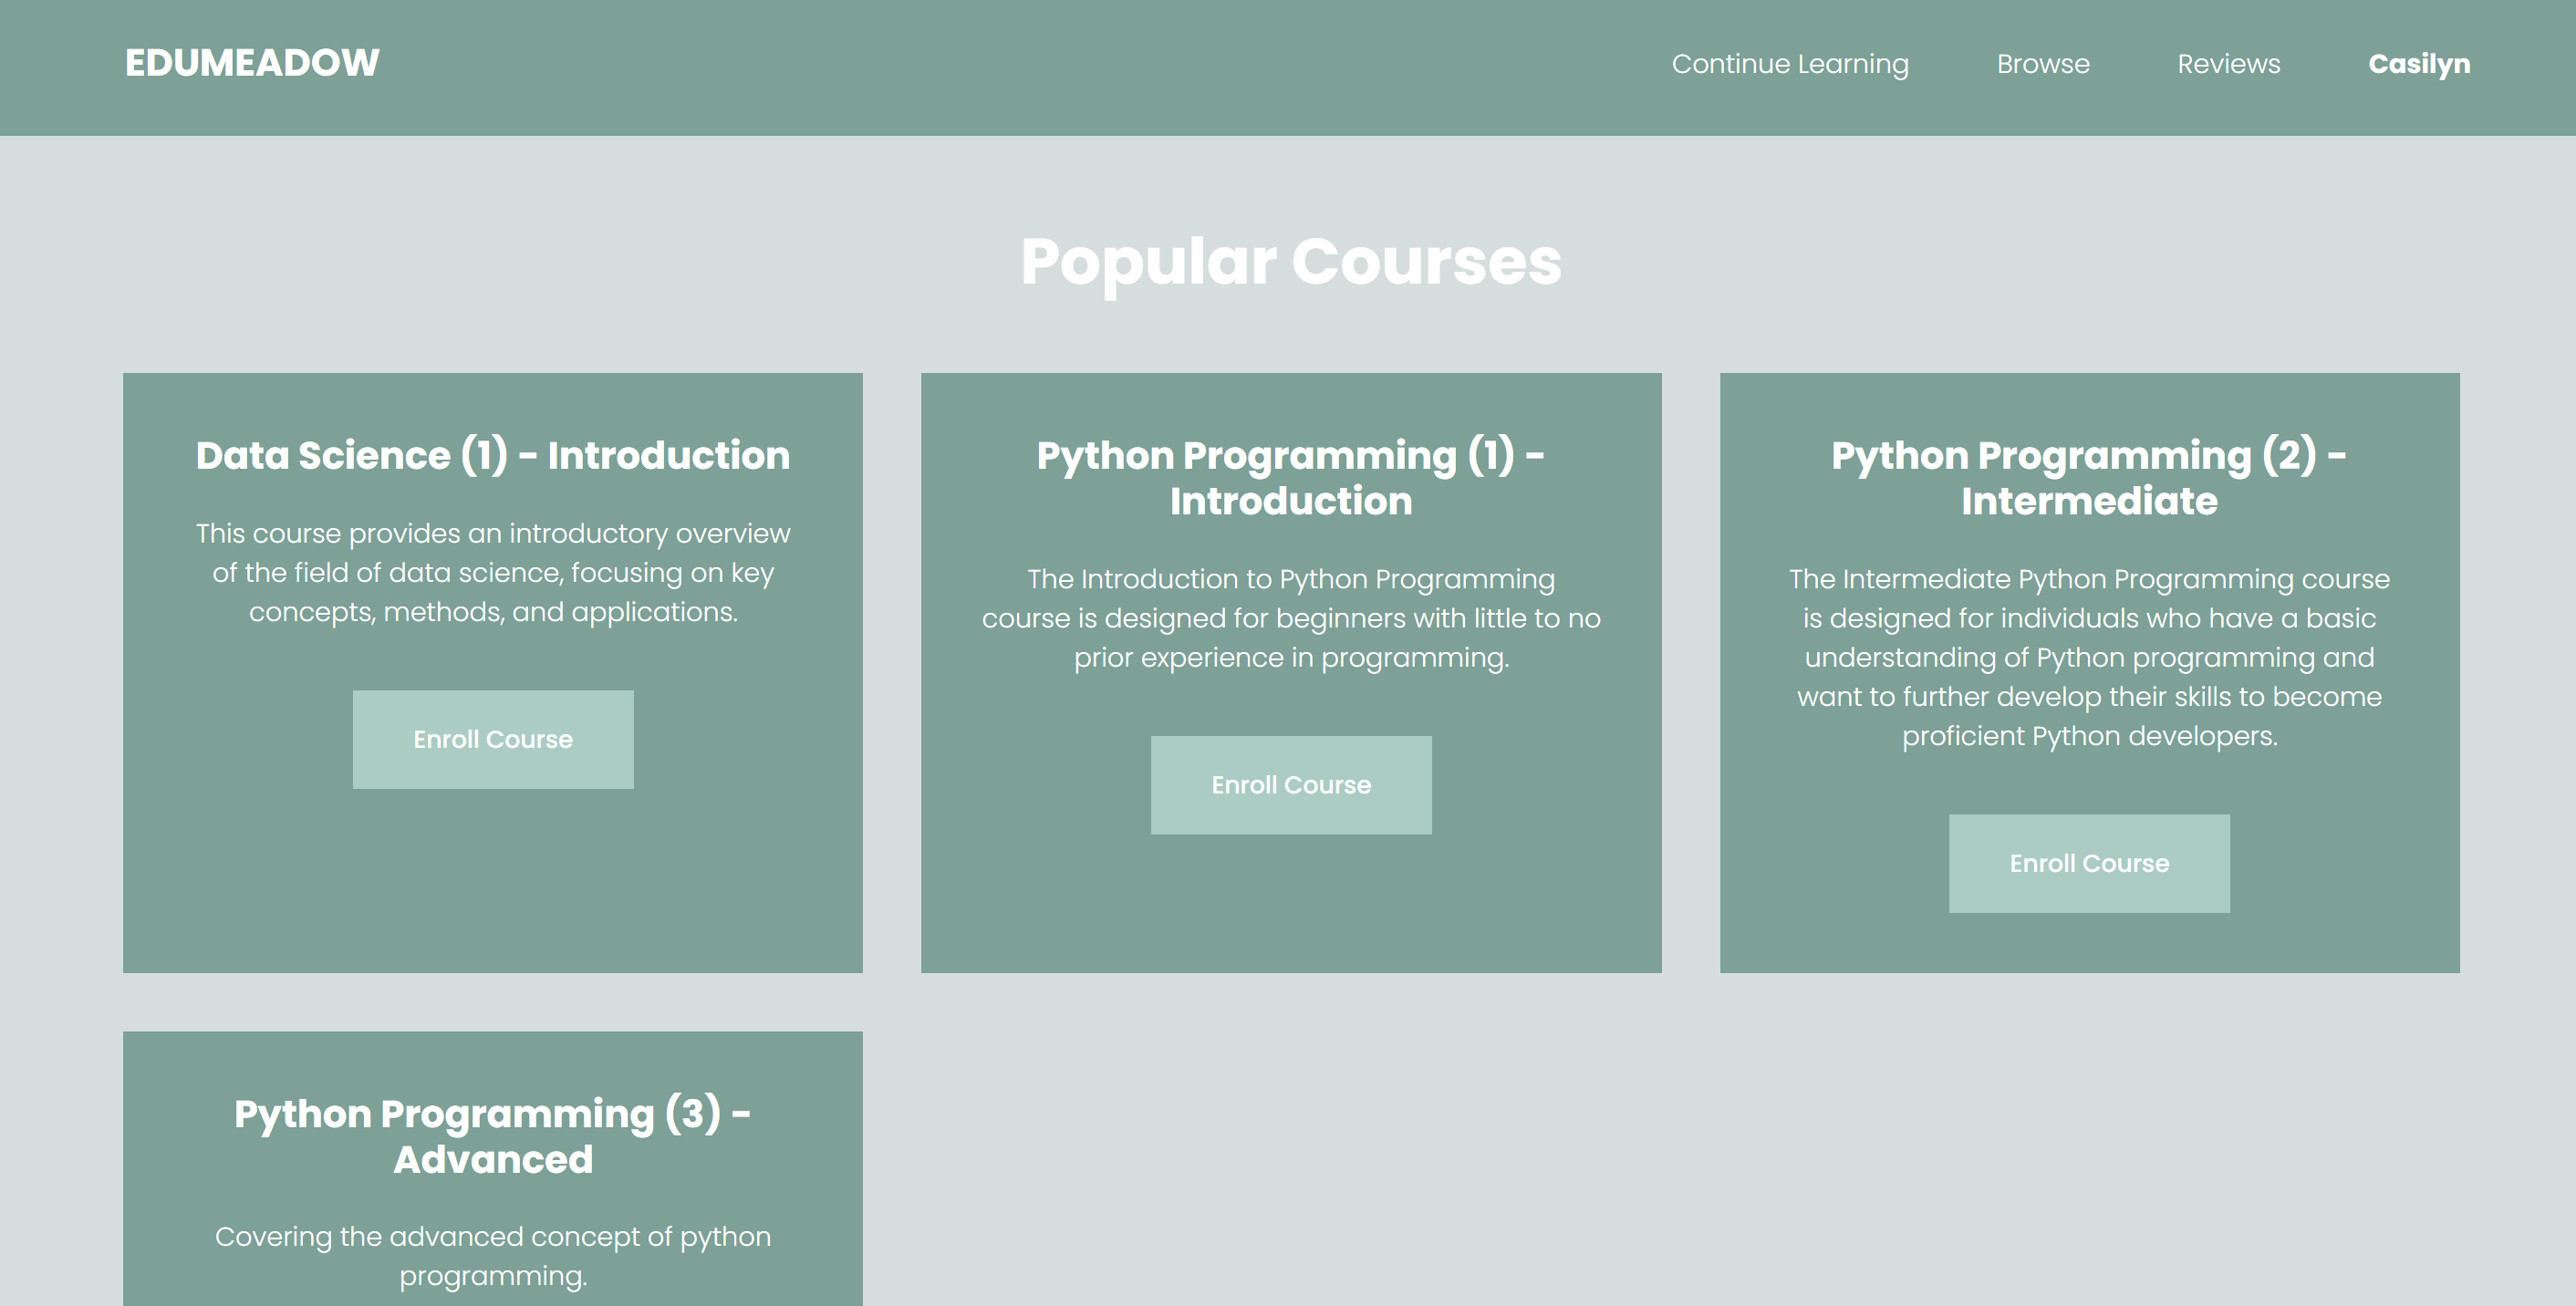 EDUMEADOW
Continue Learning
Browse
Reviews
Casilyn
Popular Courses
Data Science (1) - Introduction
This course provides an introductory overview
of the field of data science, focusing on key
concepts, methods, and applications.
Enroll Course
Python Programming (1) -
Introduction
The Introduction to Python Programming
course is designed for beginners with little to no
prior experience in programming.
Enroll Course
Python Programming (2) -
Intermediate
The Intermediate Python Programming course
is designed for individuals who have a basic
understanding of Python programming and
want to further develop their skills to become
proficient Python developers.
Enroll Course
Python Programming (3) -
Advanced
Covering the advanced concept of python
programming.